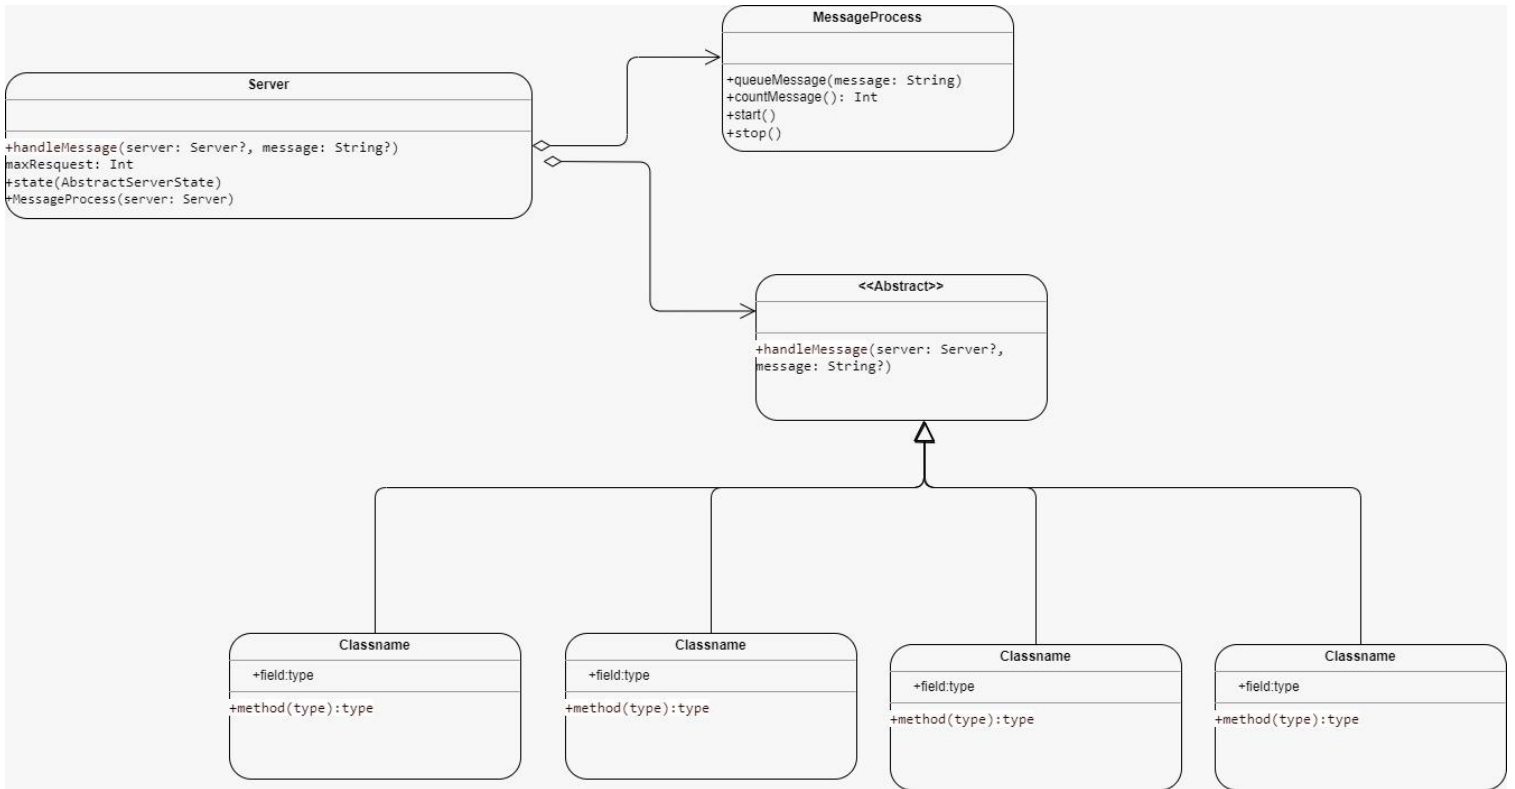 MessageProcess
+queueMessage(message: String)
+countMessage(): Int
+start()
+stop()
Server
+handleMessage(server: Server?, message: String?)
maxResquest: Int
+state(AbstractServerState)
+MessageProcess(server: Server)
<<Abstract>>
+handleMessage(server: Server?,
message: String?)
Classname
+field:type
+method(type):type
Classname
+field:type
+method(type):type
Classname
+field:type
+method(type):type
Classname
+field:type
+method(type):type